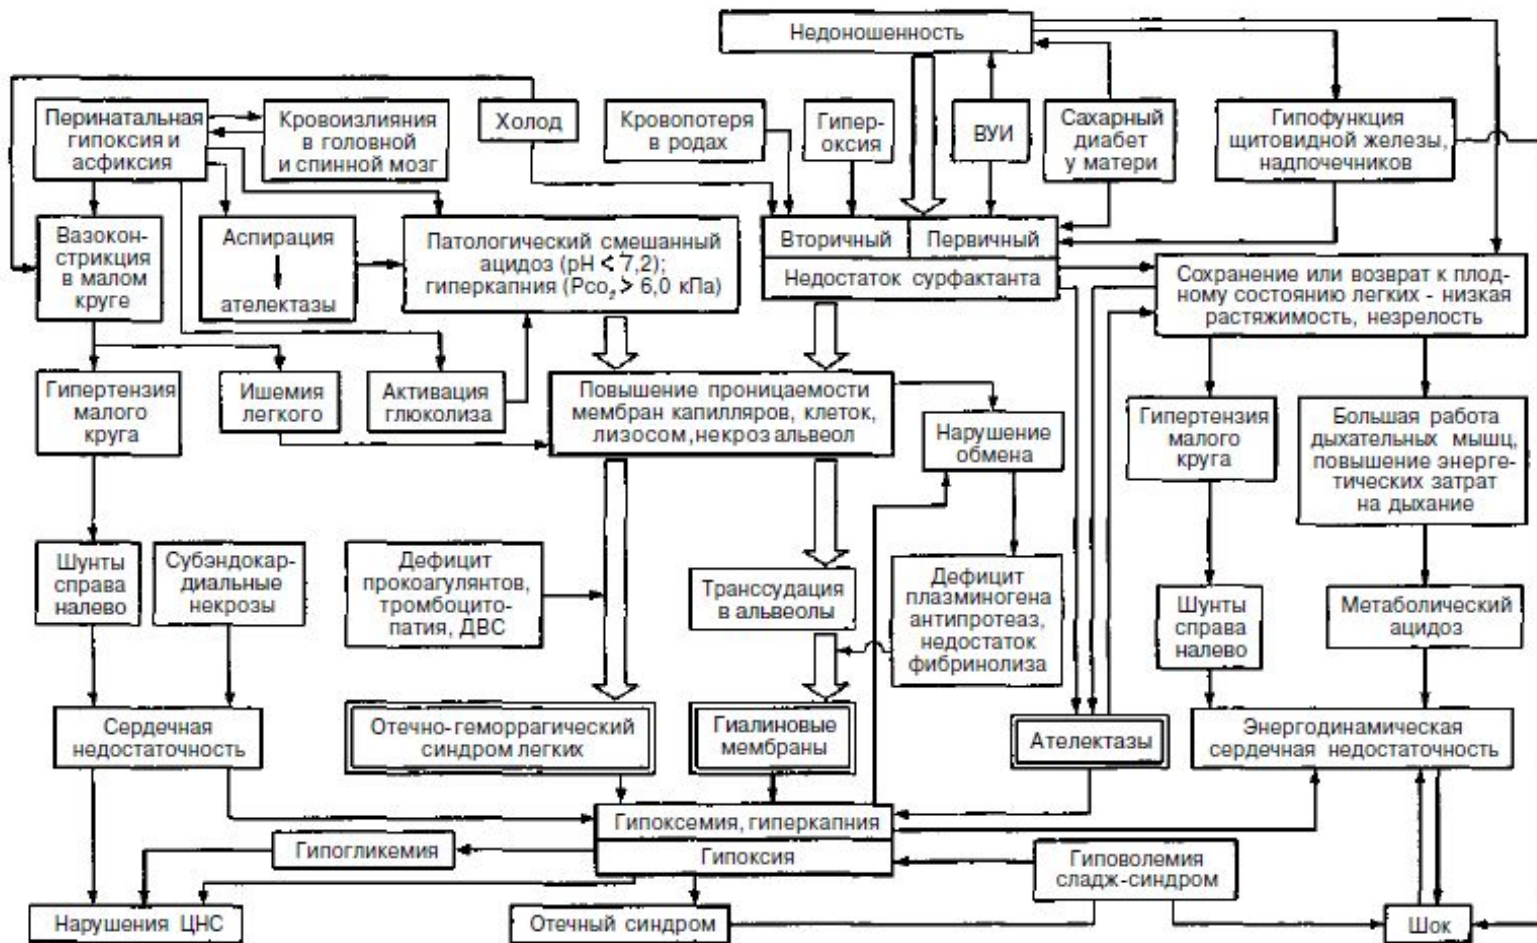 Недоношенность
Перинатальная
гипоксия и
асфиксия
Кровоизлияния
в головной
и спинной мозг
Холод
Кровопотеря
в родах
Гипер-
оксия
ВУИ
Сахарный
диабет
у матери
Гипофункция
щитовидной железы,
надпочечников
Вазокон-
стрикция
в малом
круге
Аспирация
ателектазы
Патологический смешанный
ацидоз (pH < 7,2);
гиперкапния (Pco₂ > 6,0 кПа)
Вторичный
Первичный
Недостаток сурфактанта
Сохранение или возврат к плод-
ному состоянию легких - низкая
растяжимость, незрелость
Гипертензия
малого
круга
Ишемия
легкого
Активация
глюколиза
Повышение проницаемости
мембран капилляров, клеток,
лизосом, некроз альвеол
Нарушение
обмена
Гипертензия
малого
круга
Большая работа
дыхательных мышц,
повышение энерге-
тических затрат
на дыхание
Шунты
справа
налево
Субэндокар-
диальные
некрозы
Дефицит
прокоагулянтов,
тромбоцито-
патия, ДВС
Транссудация
в альвеолы
Дефицит
плазминогена
антипротеаз,
недостаток
фибринолиза
Шунты
справа
налево
Метаболический
ацидоз
Сердечная
недостаточность
Отечно-геморрагический
синдром легких
Гиалиновые
мембраны
Ателектазы
Энергодинамическая
сердечная недостаточность
Гипоксемия, гиперкапния
Гипоксия
Гипогликемия
Гиповолемия
сладж-синдром
Нарушения ЦНС
Отечный синдром
Шок